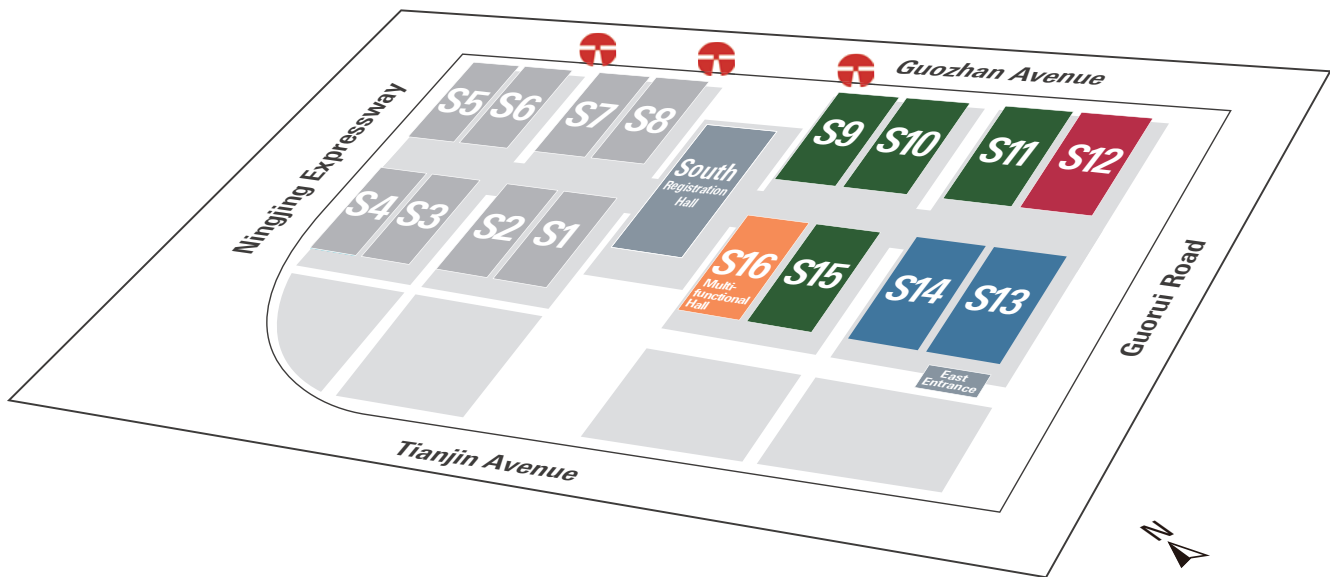 Guozhan Avenue
Ningjing Expressway
S5
S6
S7
S8
S9
S10
S11
S12
South
Registration
Hall
S4
S3
S2
S1
S16
Multi-
functional
Hall
S15
S14
S13
Guorui Road
East
Entrance
Tianjin Avenue
N